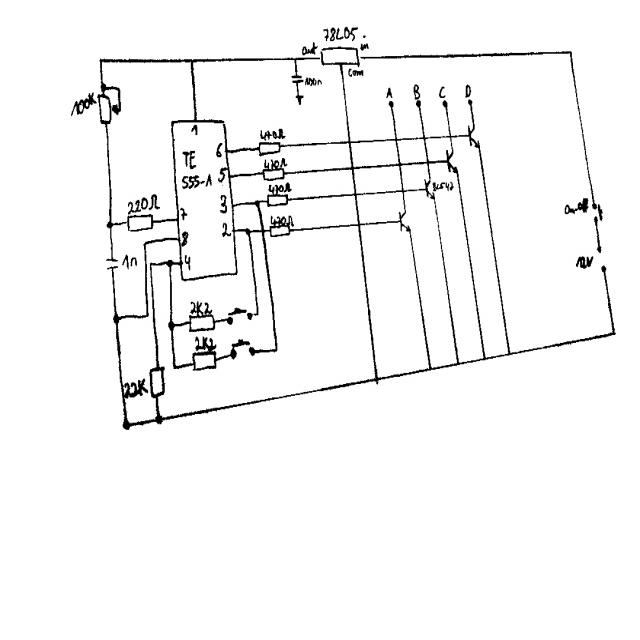 78L05.
out
in
com
100n
100K
A
B
C
D
1
TE
555-1
6
5
3
2
7
8
4
470Ω
470Ω
470Ω
470Ω
220Ω
1n
BC547
on-off
12V
2K2
2K2
22K